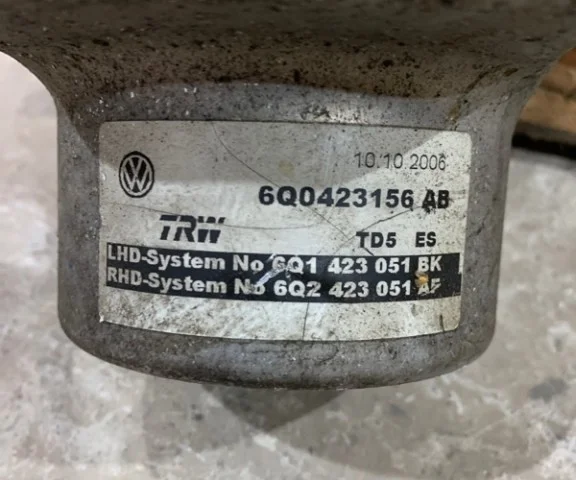 10.10 2006
6Q0423156 AB
TRW
TD5 ES
LHD-System No 6Q1 423 051 BK
RHD-System No 6Q2 423 051 AF